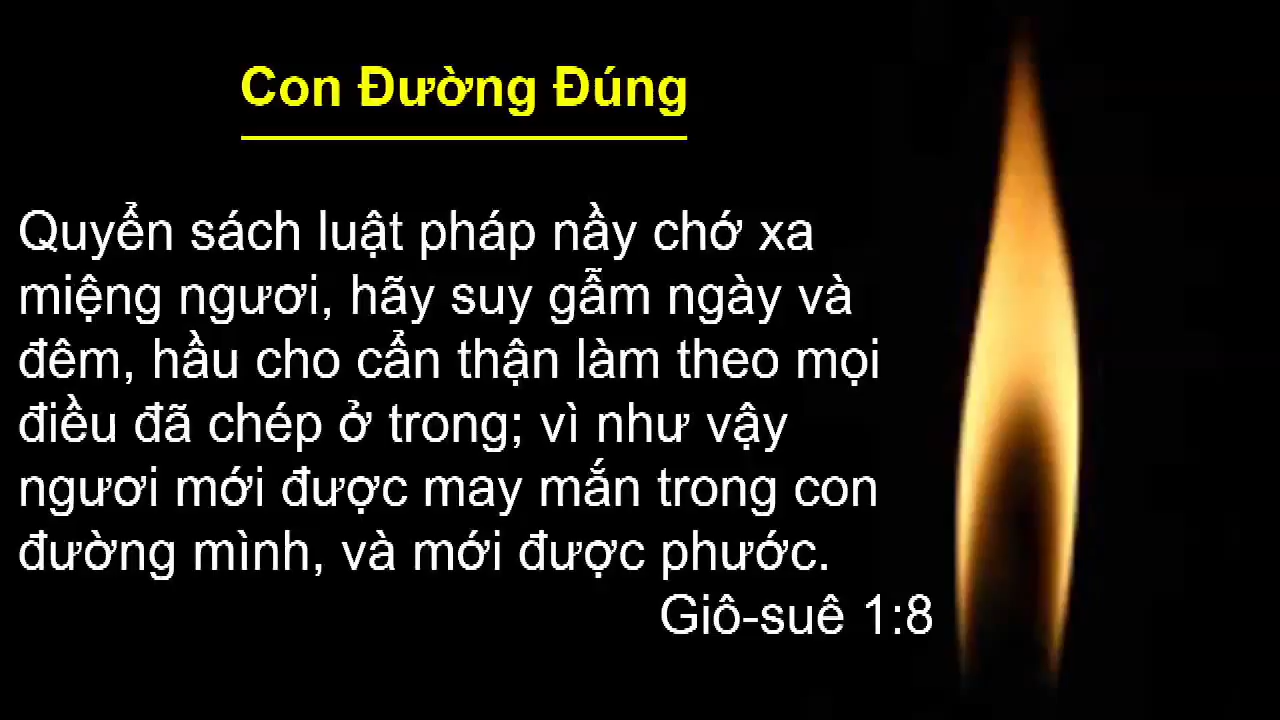 Con Đường Đúng
Quyển sách luật pháp nầy chớ xa
miệng ngươi, hãy suy gẫm ngày và
đêm, hầu cho cẩn thận làm theo mọi
điều đã chép ở trong; vì như vậy
ngươi mới được may mắn trong con
đường mình, và mới được phước.
Giô-suê 1:8